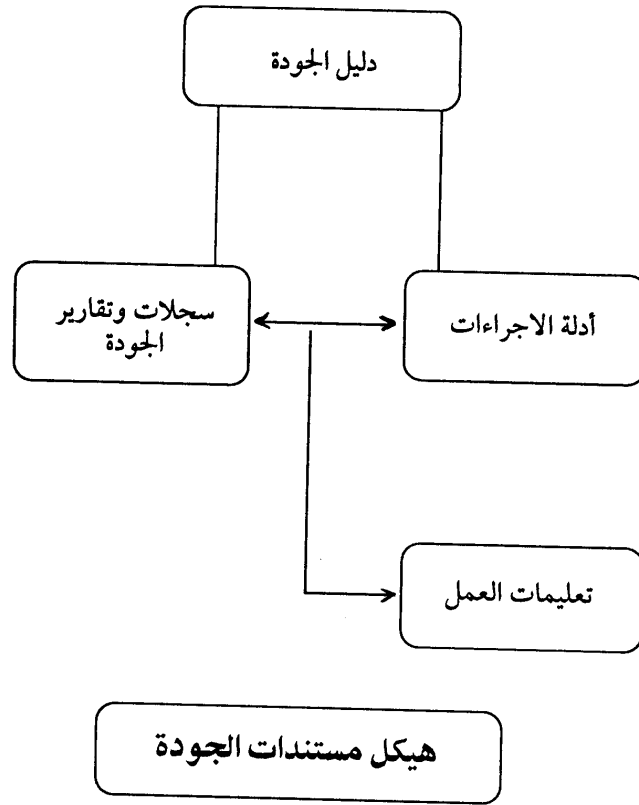 دليل الجودة
أدلة الاجراءات
سجلات وتقارير
الجودة
تعليمات العمل
هيكل مستندات الجودة